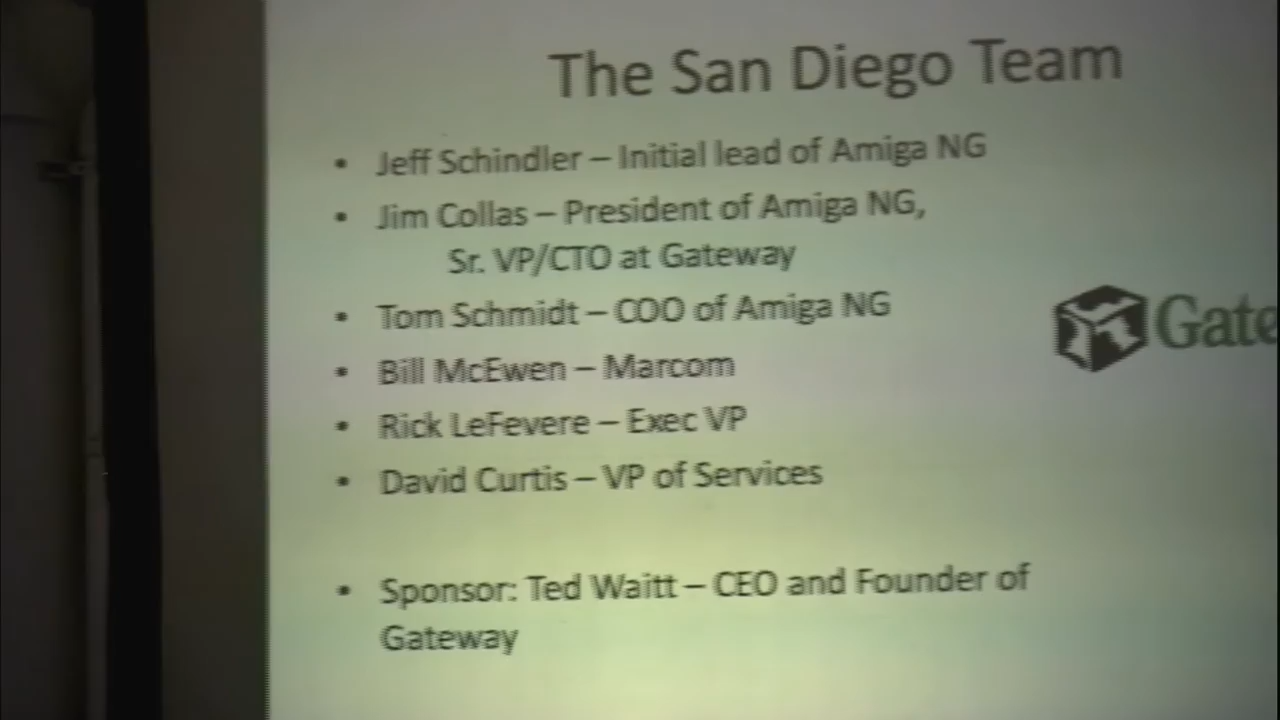 The San Diego Team
• Jeff Schindler – Initial lead of Amiga NG
• Jim Collas – President of Amiga NG,
Sr. VP/CTO at Gateway
• Tom Schmidt – COO of Amiga NG
• Bill McEwen – Marcom
• Rick LeFevere – Exec VP
• David Curtis – VP of Services
Gate
• Sponsor: Ted Waitt – CEO and Founder of
Gateway